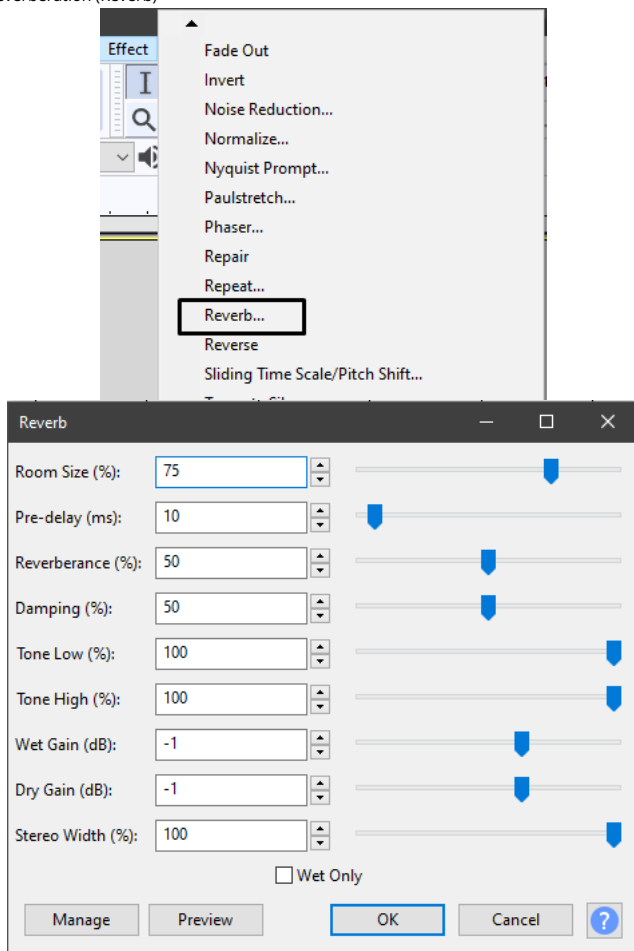 Effect
Fade Out
Invert
Noise Reduction...
Normalize...
Nyquist Prompt...
Paulstretch...
Phaser...
Repair
Repeat...
Reverb...
Reverse
Sliding Time Scale/Pitch Shift...
Reverb
Room Size (%): 75
Pre-delay (ms): 10
Reverberance (%): 50
Damping (%): 50
Tone Low (%): 100
Tone High (%): 100
Wet Gain (dB): -1
Dry Gain (dB): -1
Stereo Width (%): 100
Wet Only
Manage Preview OK Cancel ?